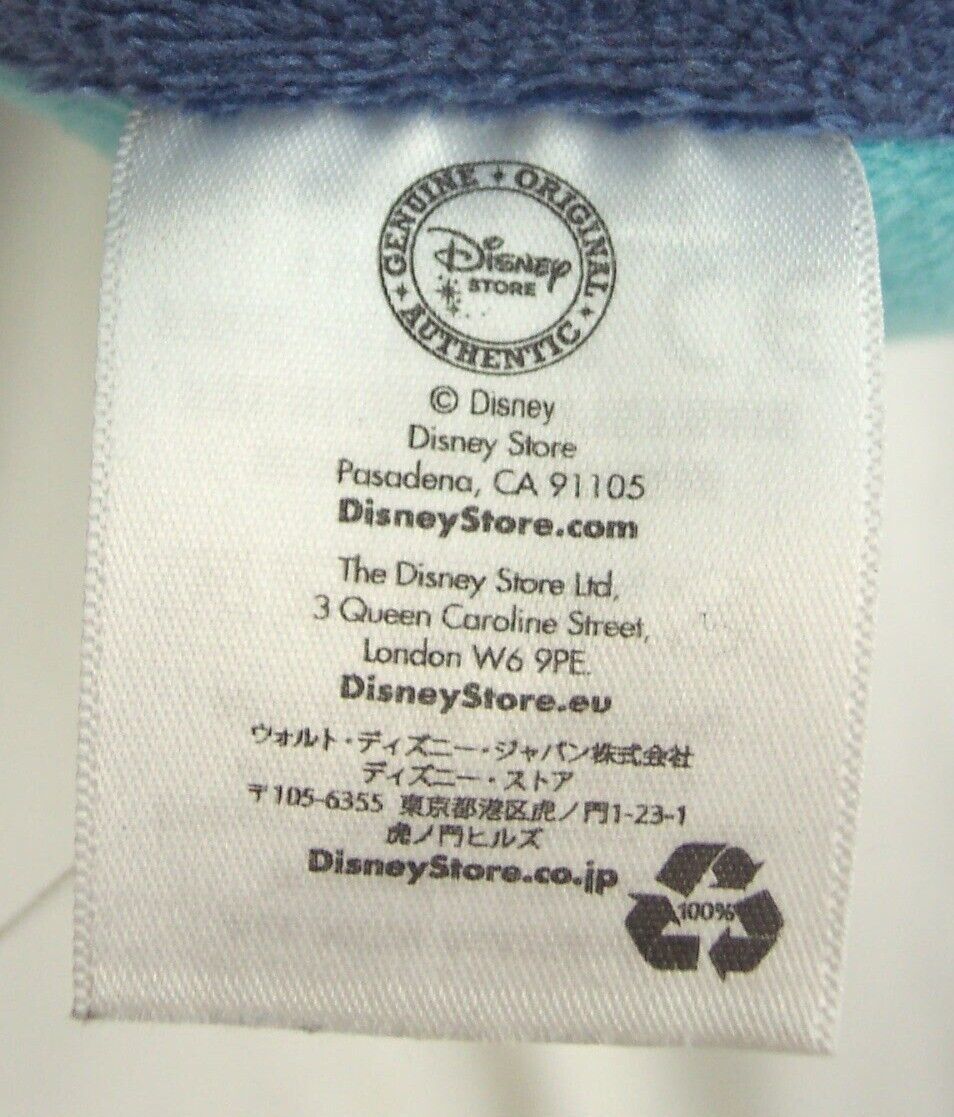 GENUINE ORIGINAL AUTHENTIC
Disney
STORE
© Disney
Disney Store
Pasadena, CA 91105
DisneyStore.com
The Disney Store Ltd,
3 Queen Caroline Street,
London W6 9PE.
DisneyStore.eu
ウォルト・ディズニー・ジャパン株式会社
ディズニー・ストア
〒105-6355 東京都港区虎ノ門1-23-1
虎ノ門ヒルズ
DisneyStore.co.jp
100%